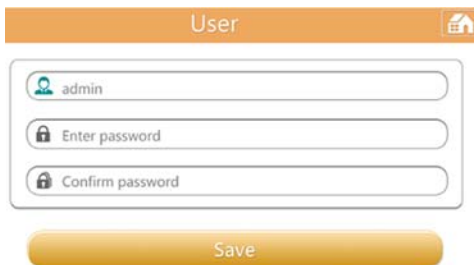 User
admin
Enter password
Confirm password
Save